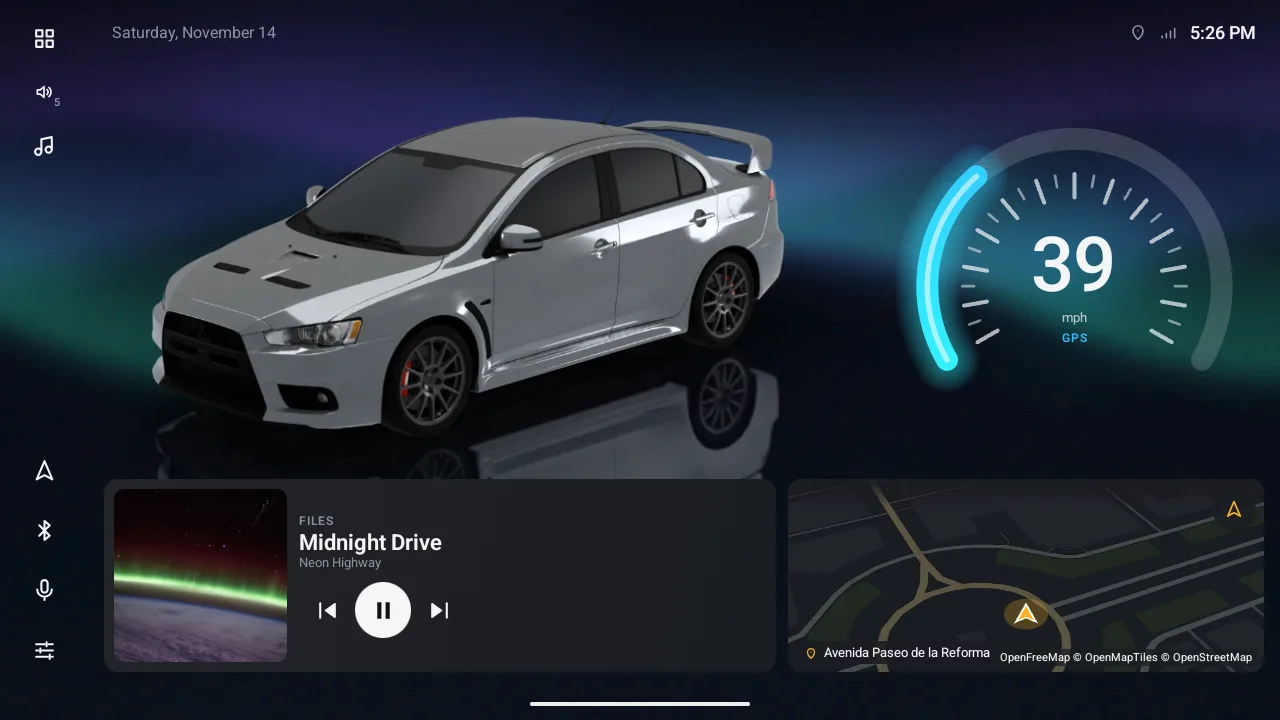 Saturday, November 14
5:26 PM
5
39
mph
GPS
FILES
Midnight Drive
Neon Highway
Avenida Paseo de la Reforma
OpenFreeMap © OpenMapTiles © OpenStreetMap